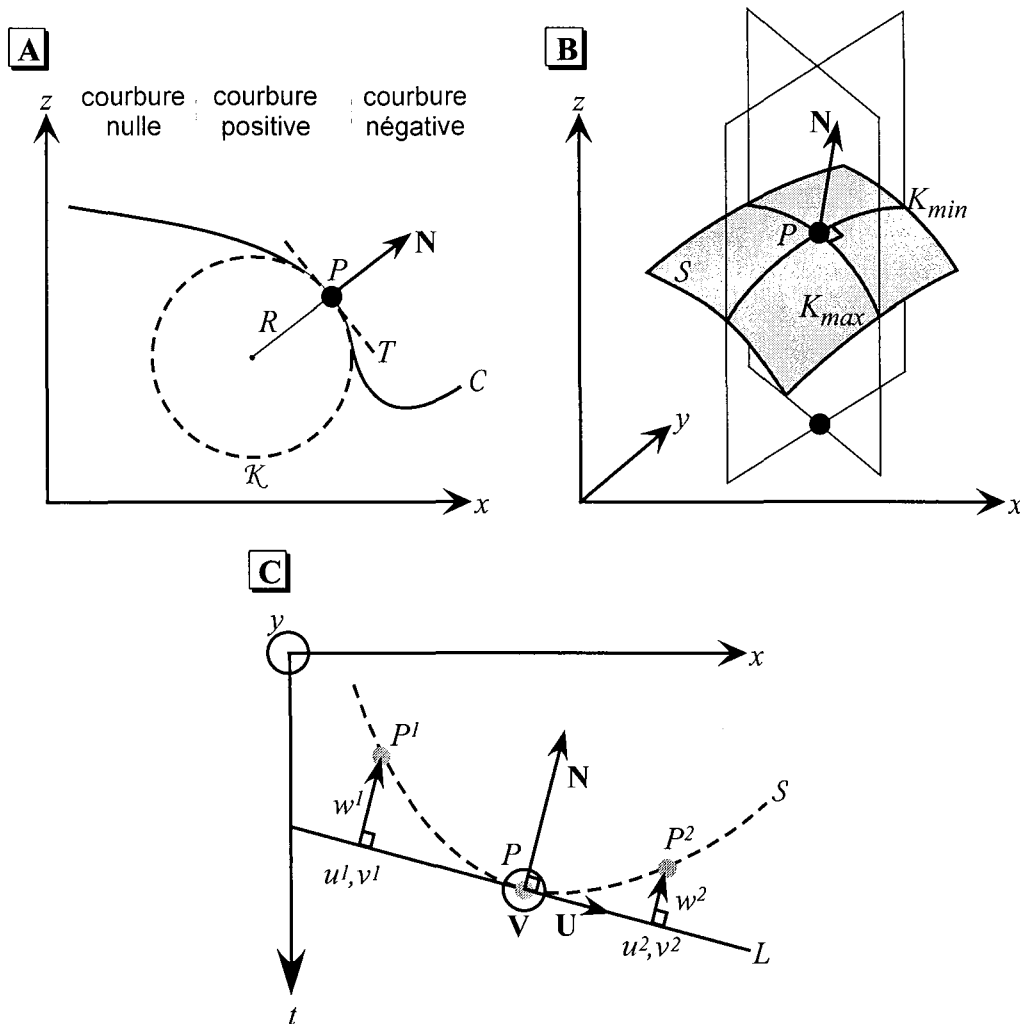 A
z
courbure nulle
courbure positive
courbure négative
N
P
R
T
C
K
x
B
z
N
K_min
P
S
K_max
y
x
C
y
x
P^1
N
w^1
S
P
P^2
u^1,v^1
w^2
V
U
u^2,v^2
L
t